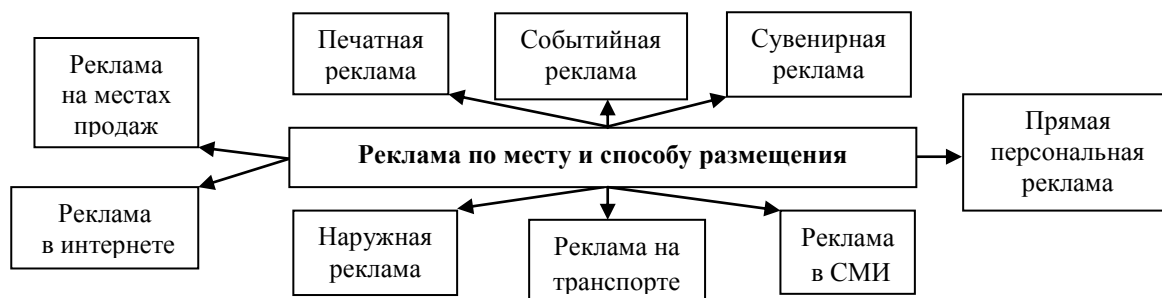 Печатная
реклама
Событийная
реклама
Сувенирная
реклама
Реклама
на местах
продаж
Реклама по месту и способу размещения
Прямая
персональная
реклама
Реклама
в интернете
Наружная
реклама
Реклама на
транспорте
Реклама
в СМИ